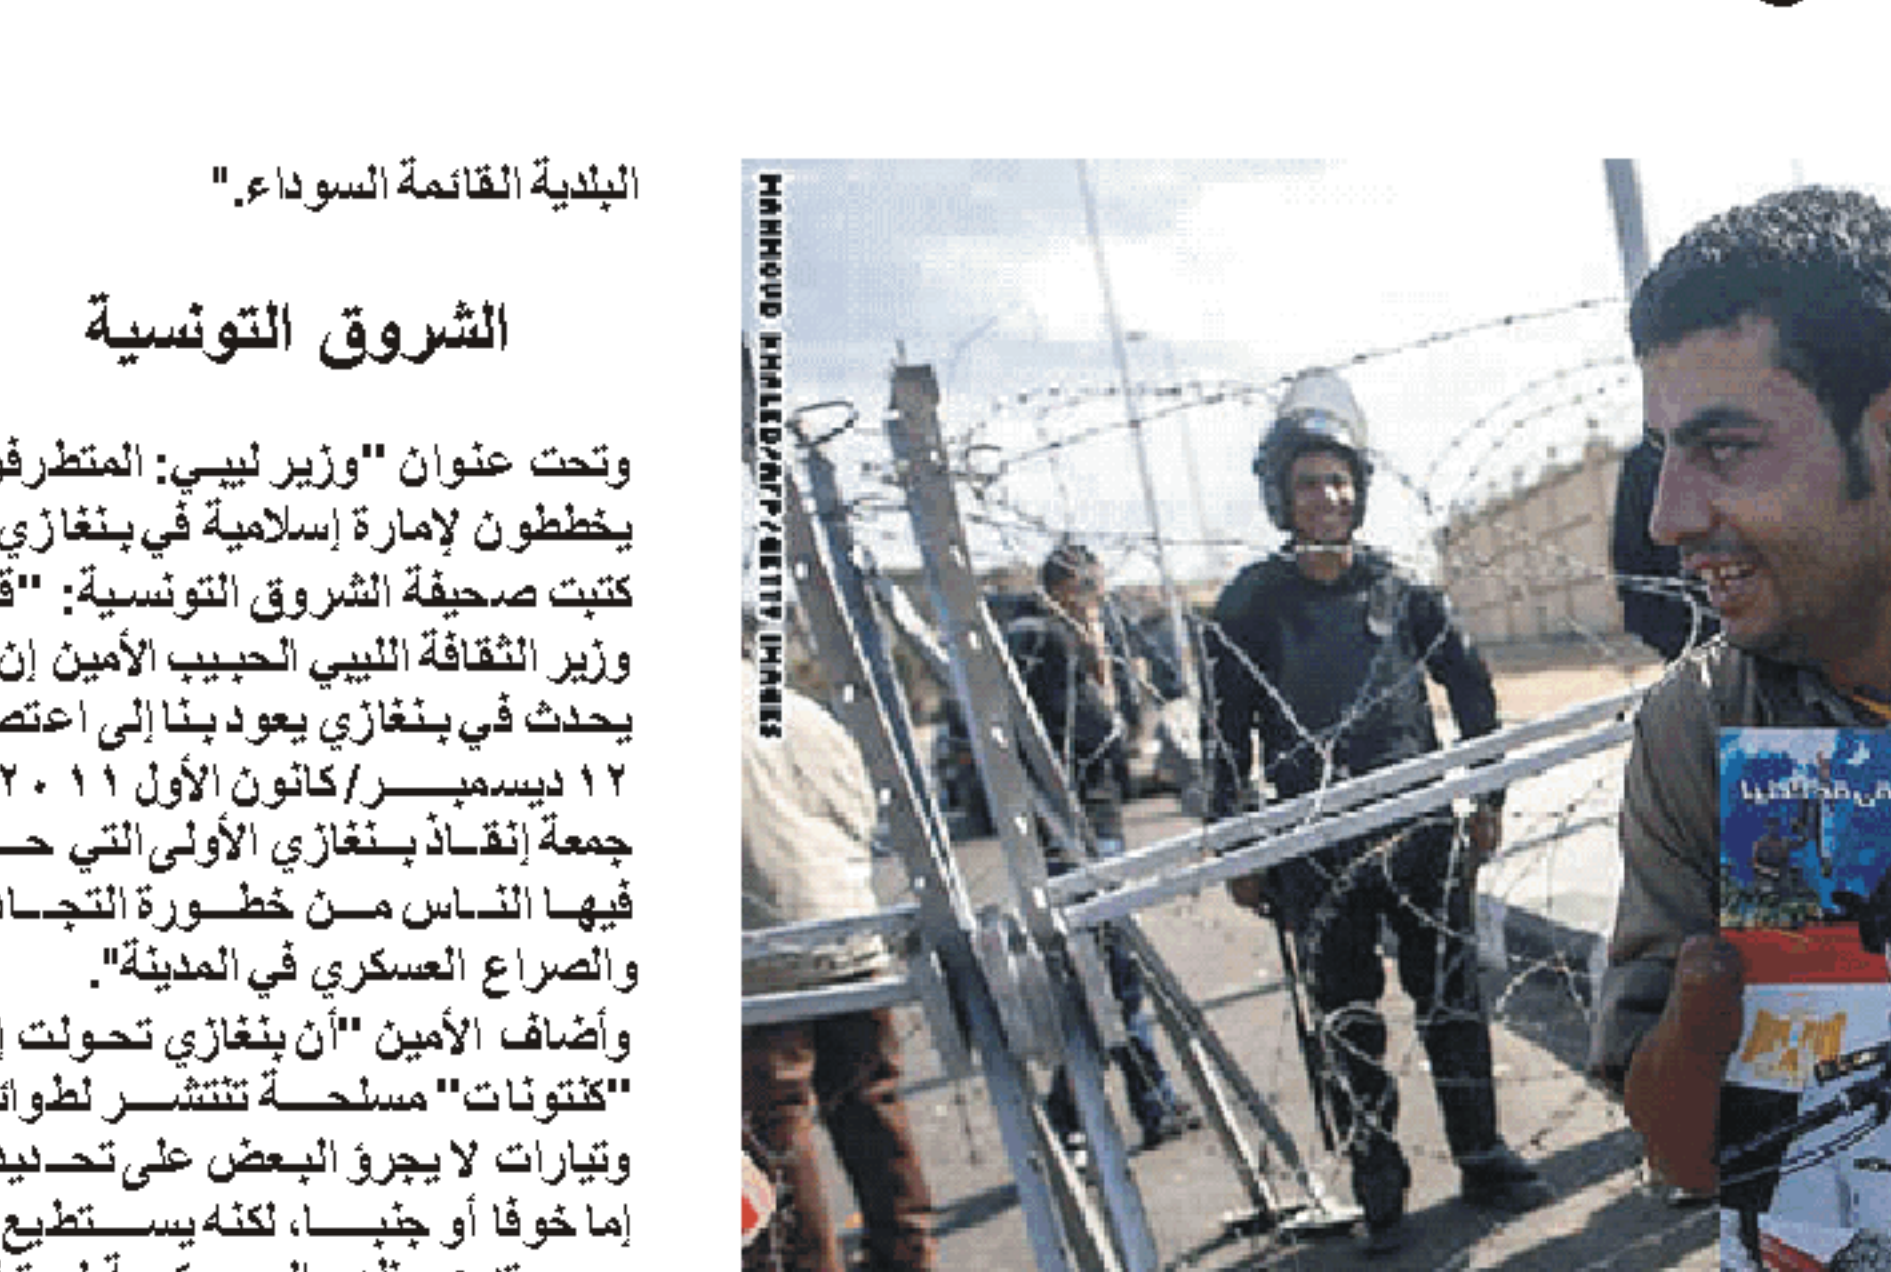 البلدية القائمة السوداء."
الشروق التونسية
وتحت عنوان "وزير ليبي: المتطرفو
يخططون لإمارة إسلامية في بنغازي
كتبت صحيفة الشروق التونسية: "ق
وزير الثقافة الليبي الحبيب الأمين إن
يحدث في بنغازي يعود بنا إلى اعتص
١٢ ديسمبر/كانون الأول ٢٠١١
جمعة إنقاذ بنغازي الأولى التي حـ
فيها الناس من خطورة التجا
والصراع العسكري في المدينة".
وأضاف الأمين "أن بنغازي تحولت إ
"كنتونات" مسلحة تنتشر لطوائ
وتيارات لا يجرؤ البعض على تحديد
إما خوفا أو جنبا، لكنه يستطيع
MAHMOUD KHALED/AFP/GETTY IMAGES